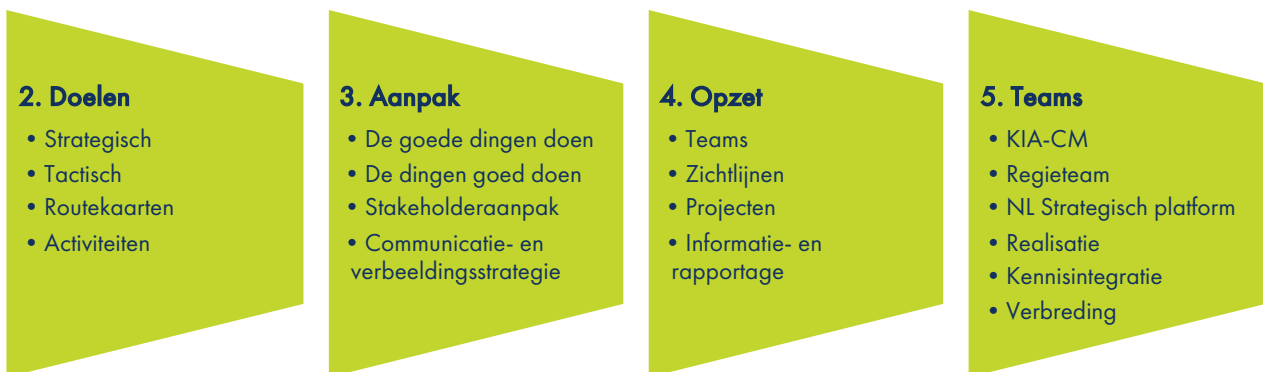 2. Doelen
• Strategisch
• Tactisch
• Routekaarten
• Activiteiten
3. Aanpak
• De goede dingen doen
• De dingen goed doen
• Stakeholderaanpak
• Communicatie- en
verbeeldingsstrategie
4. Opzet
• Teams
• Zichtlijnen
• Projecten
• Informatie- en
rapportage
5. Teams
• KIA-CM
• Regieteam
• NL Strategisch platform
• Realisatie
• Kennisintegratie
• Verbreding